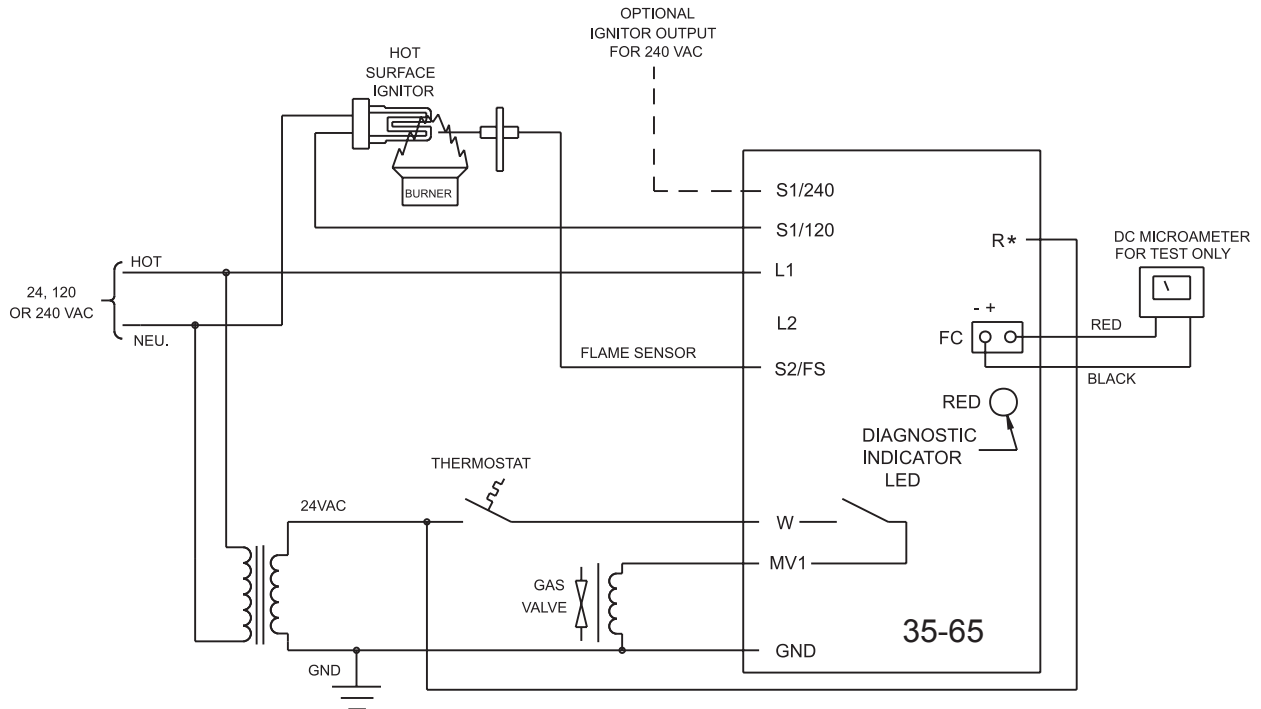 OPTIONAL
IGNITOR OUTPUT
FOR 240 VAC
HOT
SURFACE
IGNITOR
BURNER
S1/240
S1/120
R*
DC MICROAMETER
FOR TEST ONLY
HOT
L1
24, 120
OR 240 VAC
NEU.
L2
- +
FC
RED
FLAME SENSOR
S2/FS
BLACK
RED
DIAGNOSTIC
INDICATOR
LED
THERMOSTAT
24VAC
W
MV1
GAS
VALVE
35-65
GND
GND